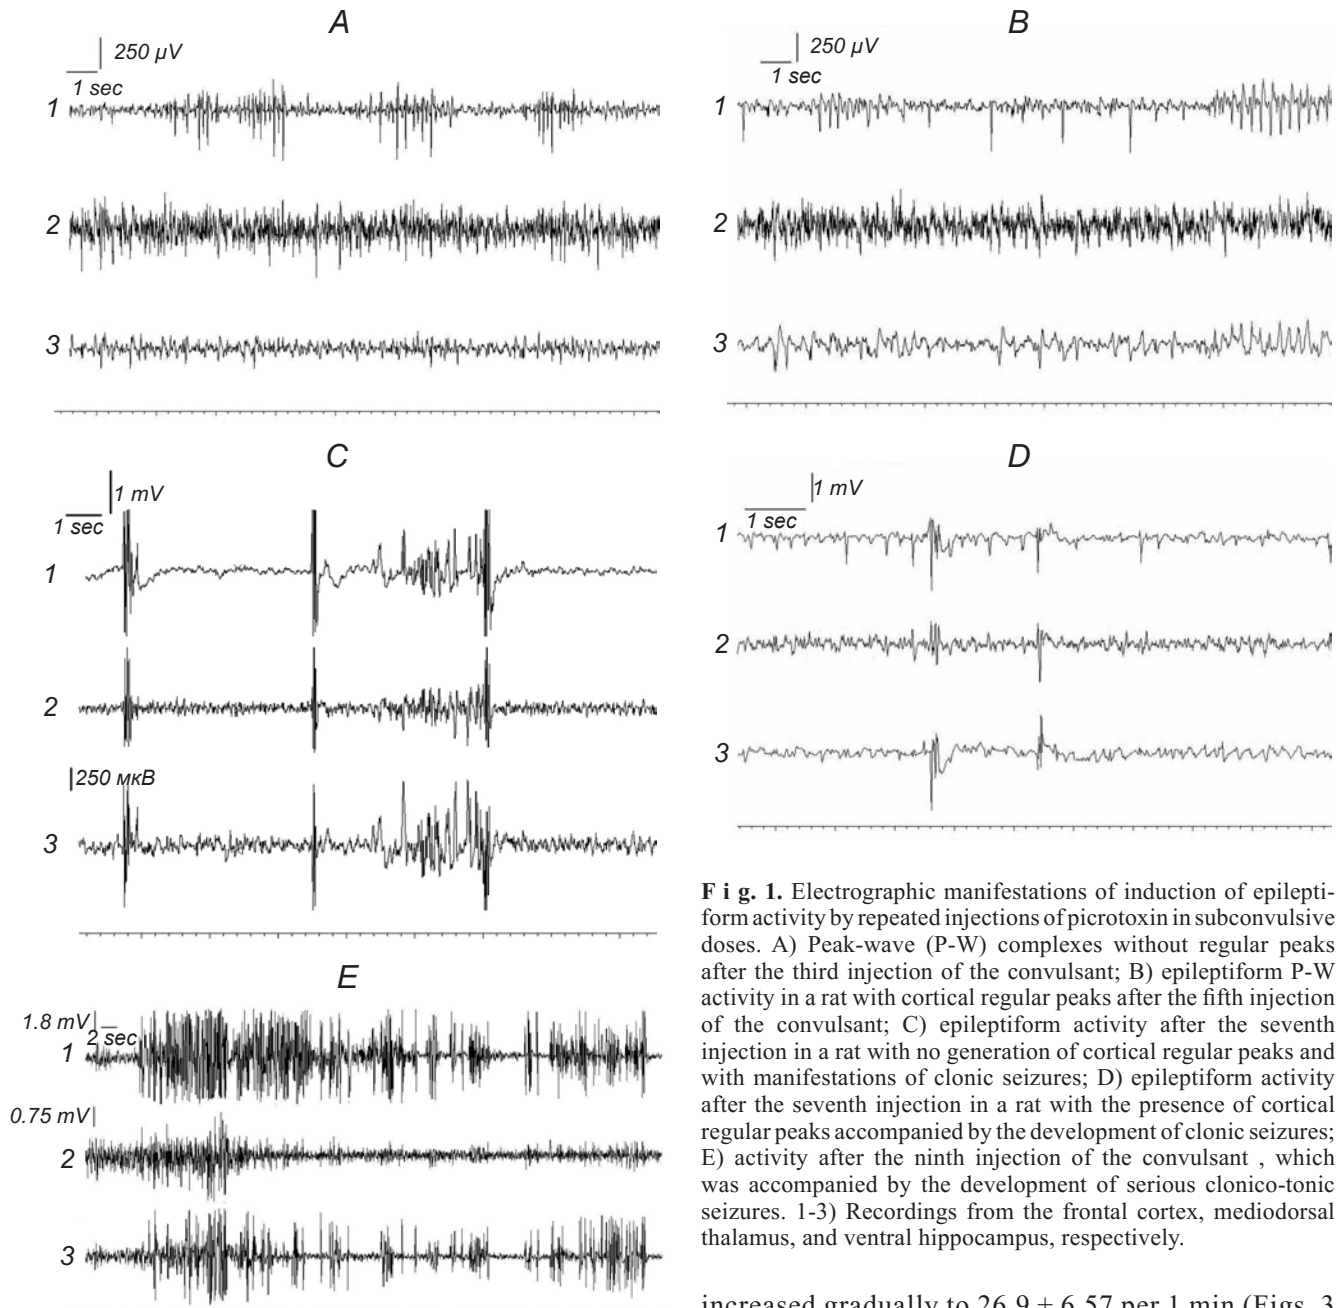 A
250 µV
1 sec
1
2
3
B
250 µV
1 sec
1
2
3
C
1 mV
1 sec
1
2
250 мкВ
3
D
1 mV
1 sec
1
2
3
E
1.8 mV
2 sec
1
0.75 mV
2
3
Fig. 1. Electrographic manifestations of induction of epilepti-
form activity by repeated injections of picrotoxin in subconvulsive
doses. A) Peak-wave (P-W) complexes without regular peaks
after the third injection of the convulsant; B) epileptiform P-W
activity in a rat with cortical regular peaks after the fifth injection
of the convulsant; C) epileptiform activity after the seventh
injection in a rat with no generation of cortical regular peaks and
with manifestations of clonic seizures; D) epileptiform activity
after the seventh injection in a rat with the presence of cortical
regular peaks accompanied by the development of clonic seizures;
E) activity after the ninth injection of the convulsant , which
was accompanied by the development of serious clonico-tonic
seizures. 1-3) Recordings from the frontal cortex, mediodorsal
thalamus, and ventral hippocampus, respectively.
increased gradually to 26.9 ± 6.57 per 1 min (Figs. 3